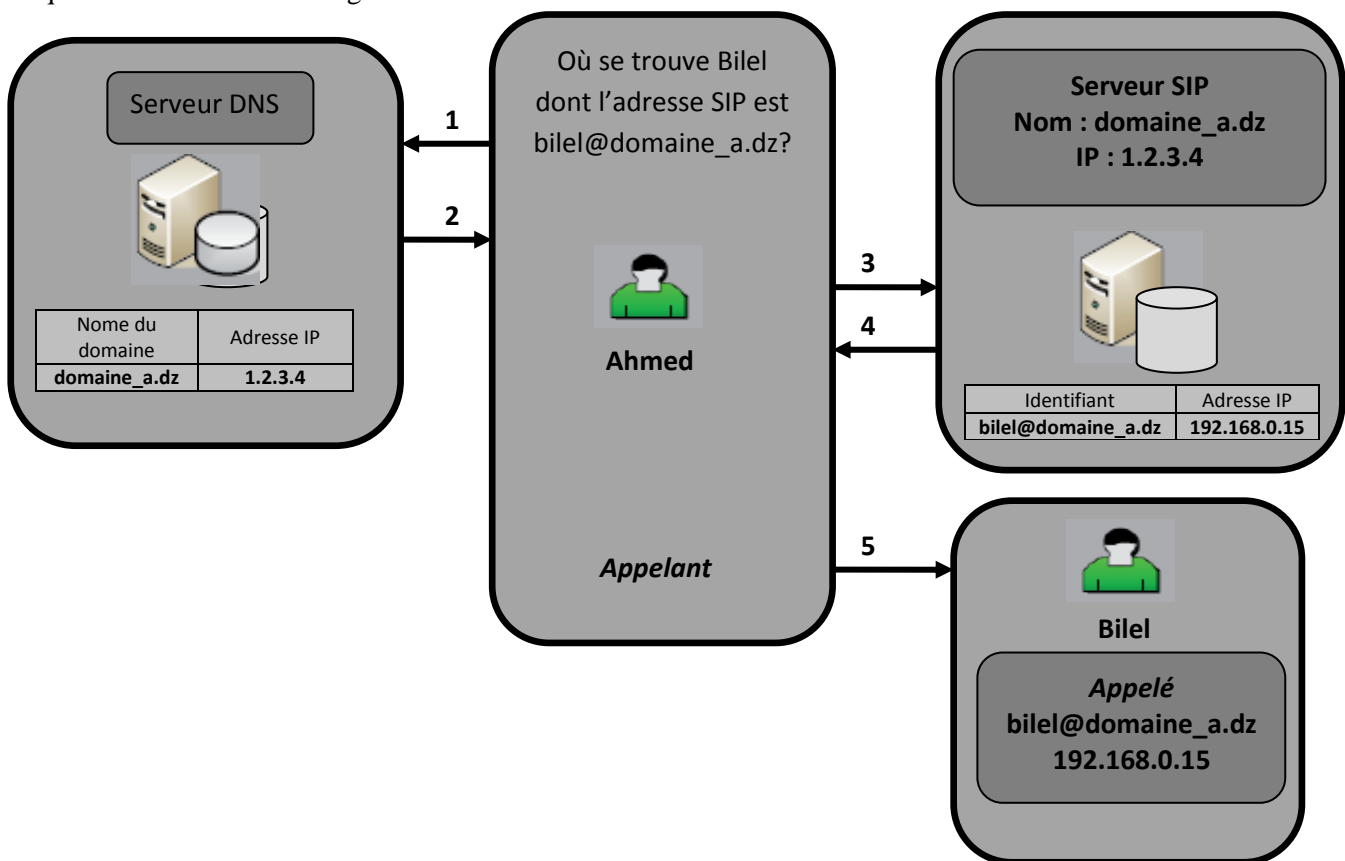 Serveur DNS
1
2
Nome du
domaine
Adresse IP
domaine_a.dz
1.2.3.4
Où se trouve Bilel
dont l’adresse SIP est
bilel@domaine_a.dz?
Ahmed
Appelant
3
4
5
Serveur SIP
Nom : domaine_a.dz
IP : 1.2.3.4
Identifiant
Adresse IP
bilel@domaine_a.dz
192.168.0.15
Bilel
Appelé
bilel@domaine_a.dz
192.168.0.15